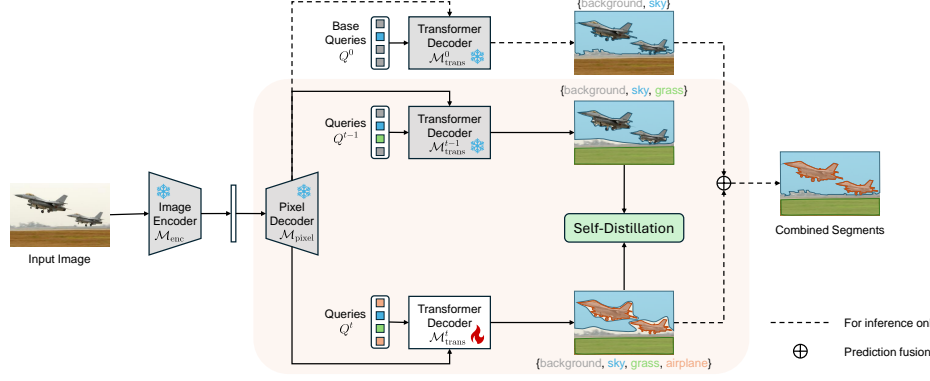 {background, sky}
Base
Queries
Q^0
Transformer
Decoder
M^0_trans
{background, sky, grass}
Queries
Q^{t-1}
Transformer
Decoder
M^{t-1}_trans
Image
Encoder
M_enc
Pixel
Decoder
M_pixel
Input Image
Self-Distillation
Combined Segments
Queries
Q^t
Transformer
Decoder
M^t_trans
{background, sky, grass, airplane}
For inference onl
Prediction fusion